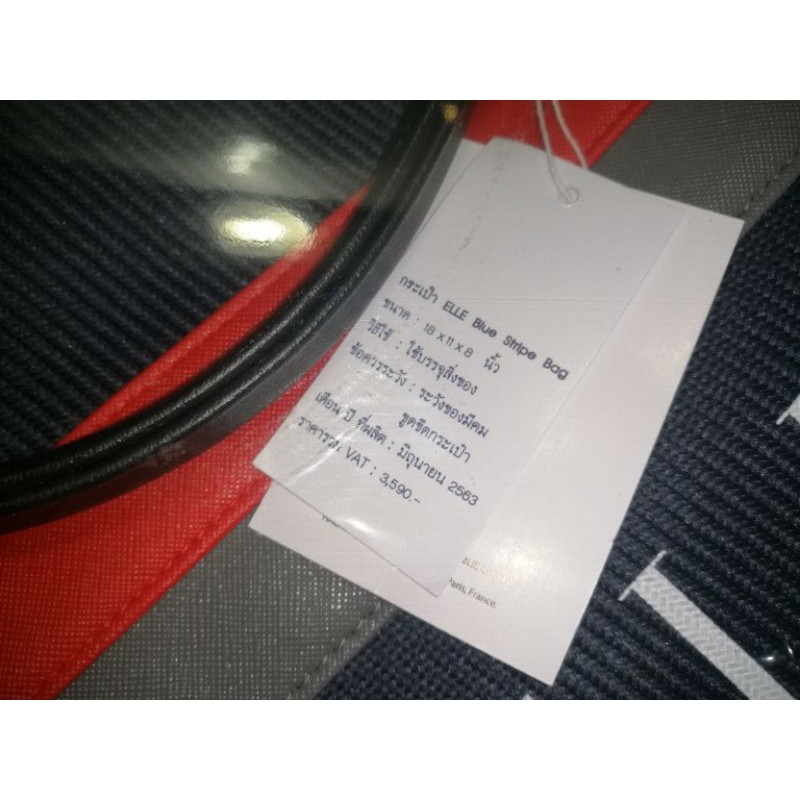 กระเป๋า ELLE Blue Stripe Bag
ขนาด : 18 x 11 x 8 นิ้ว
วิธีใช้ : ใช้บรรจุสิ่งของ
ข้อควรระวัง : ระวังของมีคม
ขูดขีดกระเป๋า
เดือน ปี ที่ผลิต : มิถุนายน 2563
ราคารวม VAT : 3,590.-
Paris, France.